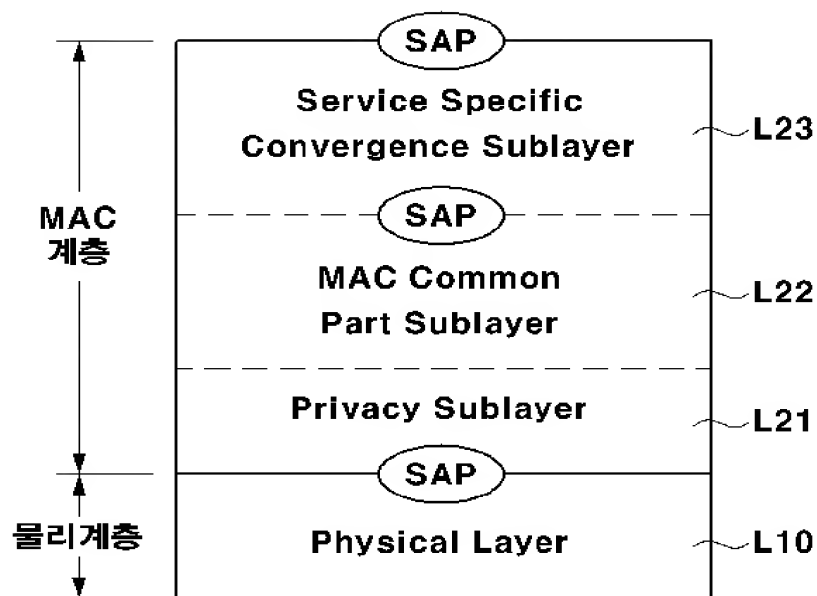 SAP
Service Specific
Convergence Sublayer
L23
SAP
MAC
계층
MAC Common
Part Sublayer
L22
Privacy Sublayer
L21
SAP
물리계층
Physical Layer
L10